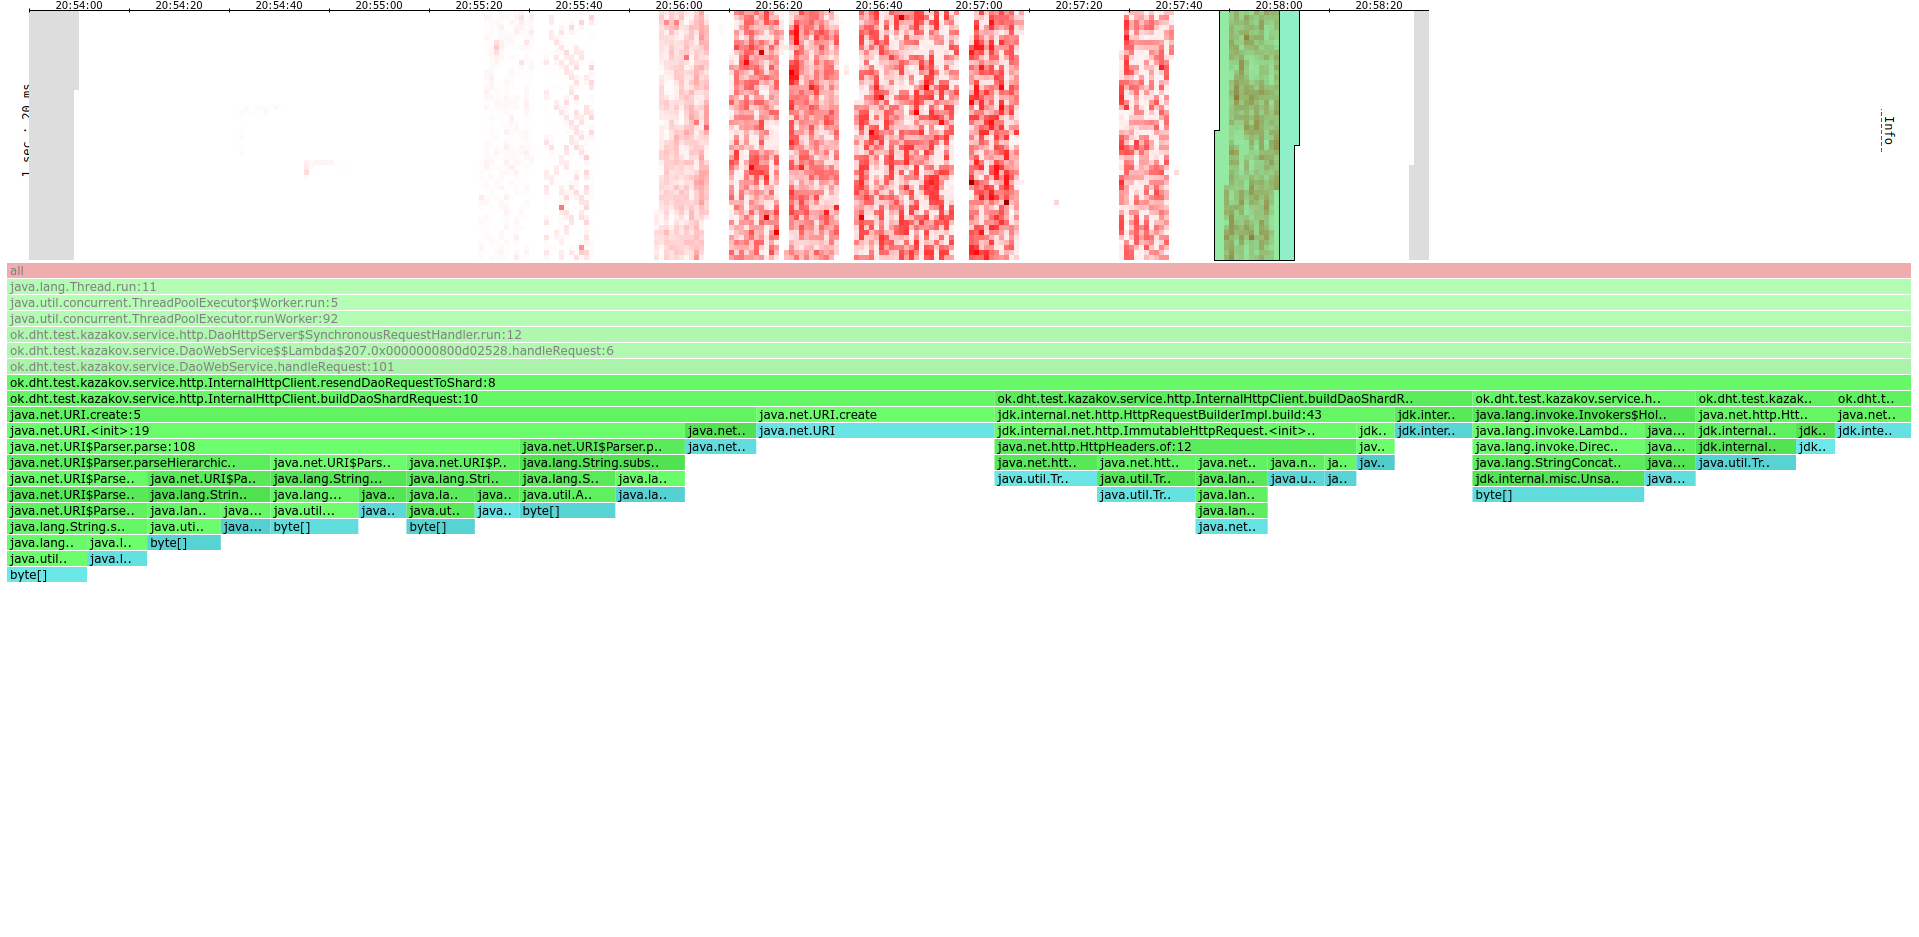 20:54:00 20:54:20 20:54:40 20:55:00 20:55:20 20:55:40 20:56:00 20:56:20 20:56:40 20:57:00 20:57:20 20:57:40 20:58:00 20:58:20
1 sec : 20 ms
Info
all
java.lang.Thread.run:11
java.util.concurrent.ThreadPoolExecutor$Worker.run:5
java.util.concurrent.ThreadPoolExecutor.runWorker:92
ok.dht.test.kazakov.service.http.DaoHttpServer$SynchronousRequestHandler.run:12
ok.dht.test.kazakov.service.DaoWebService$$Lambda$207.0x0000000800d02528.handleRequest:6
ok.dht.test.kazakov.service.DaoWebService.handleRequest:101
ok.dht.test.kazakov.service.http.InternalHttpClient.resendDaoRequestToShard:8
ok.dht.test.kazakov.service.http.InternalHttpClient.buildDaoShardRequest:10 ok.dht.test.kazakov.service.http.InternalHttpClient.buildDaoShardR.. ok.dht.test.kazakov.service.h.. ok.dht.test.kazak.. ok.dht.t..
java.net.URI.create:5 java.net.URI.create jdk.internal.net.http.HttpRequestBuilderImpl.build:43 jdk.inter.. java.lang.invoke.Invokers$Hol.. java.net.http.Htt.. java.net..
java.net.URI.<init>:19 java.net.. java.net.URI jdk.internal.net.http.ImmutableHttpRequest.<init>.. jdk.. jdk.inter.. java.lang.invoke.Lambd.. java... jdk.internal.. jdk.. jdk.inte..
java.net.URI$Parser.parse:108 java.net.URI$Parser.p.. java.net.. java.net.http.HttpHeaders.of:12 jav.. java.lang.invoke.Direc.. java... jdk.internal.. jdk..
java.net.URI$Parser.parseHierarchic.. java.net.URI$Pars.. java.net.URI$P.. java.lang.String.subs.. java.net.htt.. java.net.htt.. java.net.. java.n.. ja.. jav.. java.lang.StringConcat.. java... java.util.Tr..
java.net.URI$Parse.. java.net.URI$Pa.. java.lang.String... java.lang.Stri.. java.lang.S.. java.la.. java.util.Tr.. java.util.Tr.. java.lan.. java.u.. ja.. jdk.internal.misc.Unsa.. java...
java.net.URI$Parse.. java.lang.Strin.. java.lang... java.. java.la.. java.. java.util.A.. java.la.. java.util.Tr.. java.lan.. byte[]
java.net.URI$Parse.. java.lan.. java... java.util... java.. java.ut.. java.. byte[] java.lan..
java.lang.String.s.. java.uti.. java... byte[] byte[] java.net..
java.lang.. java.l.. byte[]
java.util.. java.l..
byte[]